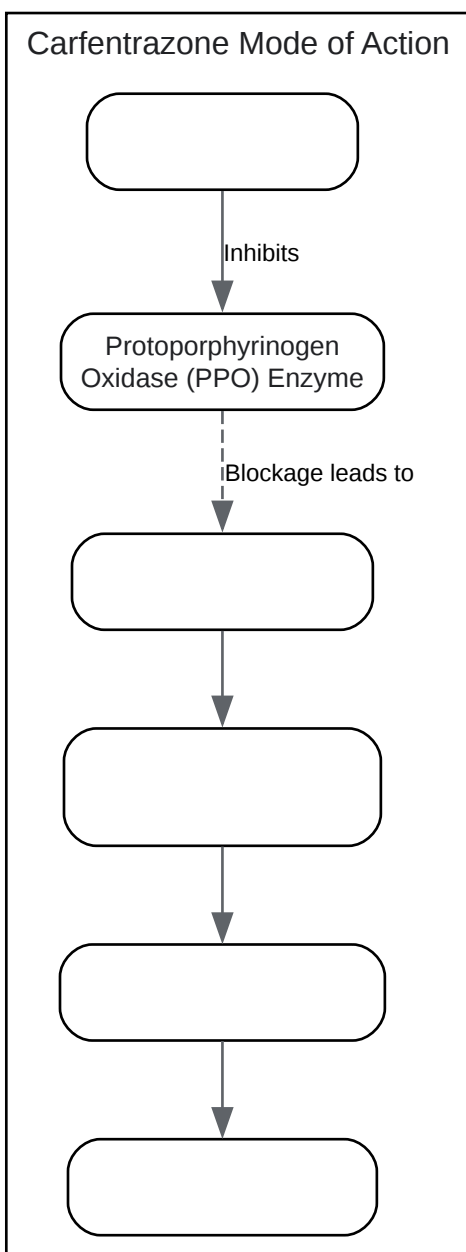 Carfentrazone Mode of Action
Inhibits
Protoporphyrinogen
Oxidase (PPO) Enzyme
Blockage leads to